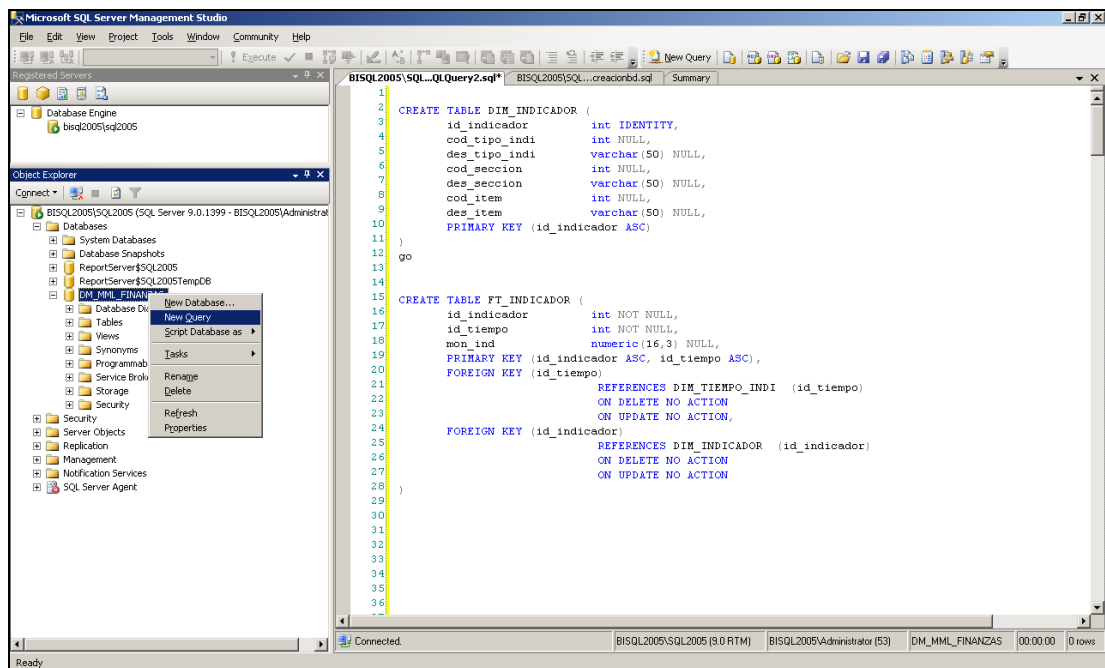 Microsoft SQL Server Management Studio
File Edit View Project Tools Window Community Help
Execute New Query
Registered Servers
Database Engine
bisql2005\sql2005
Object Explorer
Connect
BISQL2005\SQL2005 (SQL Server 9.0.1399 - BISQL2005\Administrat
Databases
System Databases
Database Snapshots
ReportServer$SQL2005
ReportServer$SQL2005TempDB
DM_MML_FINANZAS
Database Di
Tables
Views
Synonyms
Programmab
Service Brok
Storage
Security
Security
Server Objects
Replication
Management
Notification Services
SQL Server Agent
New Database...
New Query
Script Database as
Tasks
Rename
Delete
Refresh
Properties
BISQL2005\SQL...QLQuery2.sql* BISQL2005\SQL...creacionbd.sql Summary
1
2 CREATE TABLE DIM_INDICADOR (
3 id_indicador int IDENTITY,
4 cod_tipo_indi int NULL,
5 des_tipo_indi varchar(50) NULL,
6 cod_seccion int NULL,
7 des_seccion varchar(50) NULL,
8 cod_item int NULL,
9 des_item varchar(50) NULL,
10 PRIMARY KEY (id_indicador ASC)
11 )
12 go
13
14
15 CREATE TABLE FT_INDICADOR (
16 id_indicador int NOT NULL,
17 id_tiempo int NOT NULL,
18 mon_ind numeric(16,3) NULL,
19 PRIMARY KEY (id_indicador ASC, id_tiempo ASC),
20 FOREIGN KEY (id_tiempo)
21 REFERENCES DIM_TIEMPO_INDI (id_tiempo)
22 ON DELETE NO ACTION
23 ON UPDATE NO ACTION,
24 FOREIGN KEY (id_indicador)
25 REFERENCES DIM_INDICADOR (id_indicador)
26 ON DELETE NO ACTION
27 ON UPDATE NO ACTION
28 )
29
30
31
32
33
34
35
36
Connected. BISQL2005\SQL2005 (9.0 RTM) BISQL2005\Administrator (53) DM_MML_FINANZAS 00:00:00 0 rows
Ready